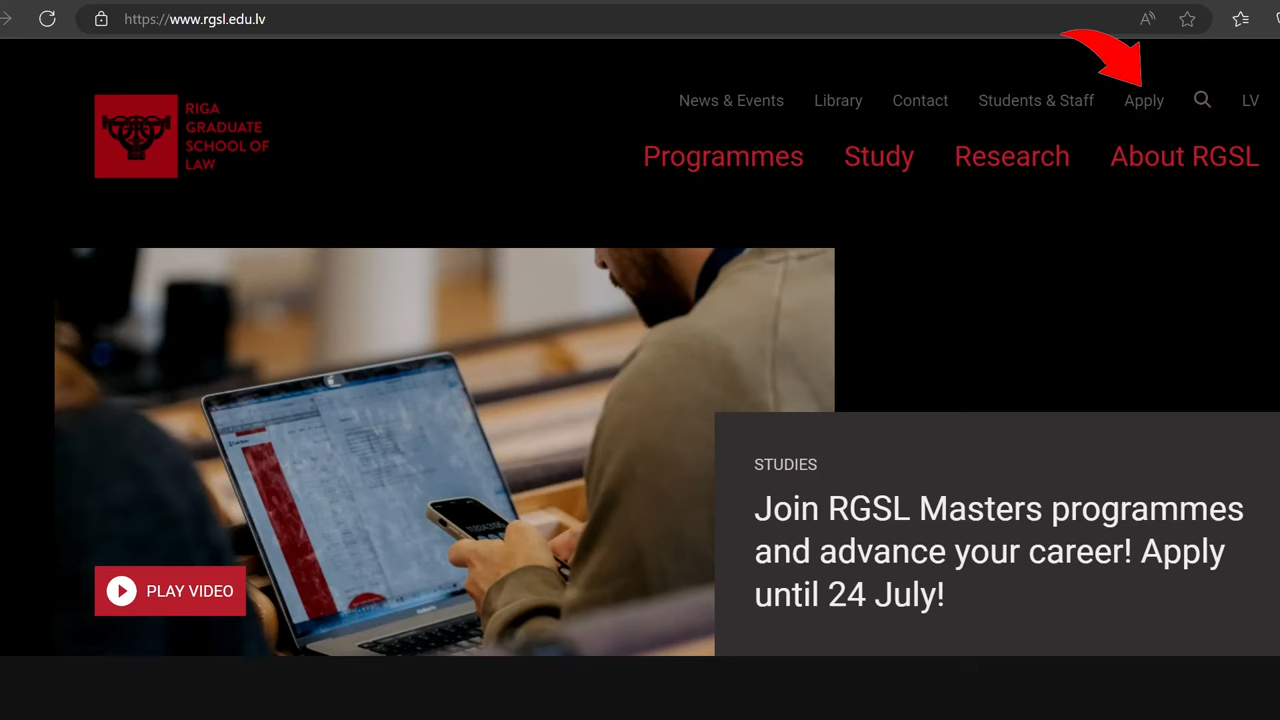 https://www.rgsl.edu.lv
RIGA
GRADUATE
SCHOOL OF
LAW
News & Events Library Contact Students & Staff Apply LV
Programmes Study Research About RGSL
STUDIES
Join RGSL Masters programmes
and advance your career! Apply
until 24 July!
PLAY VIDEO